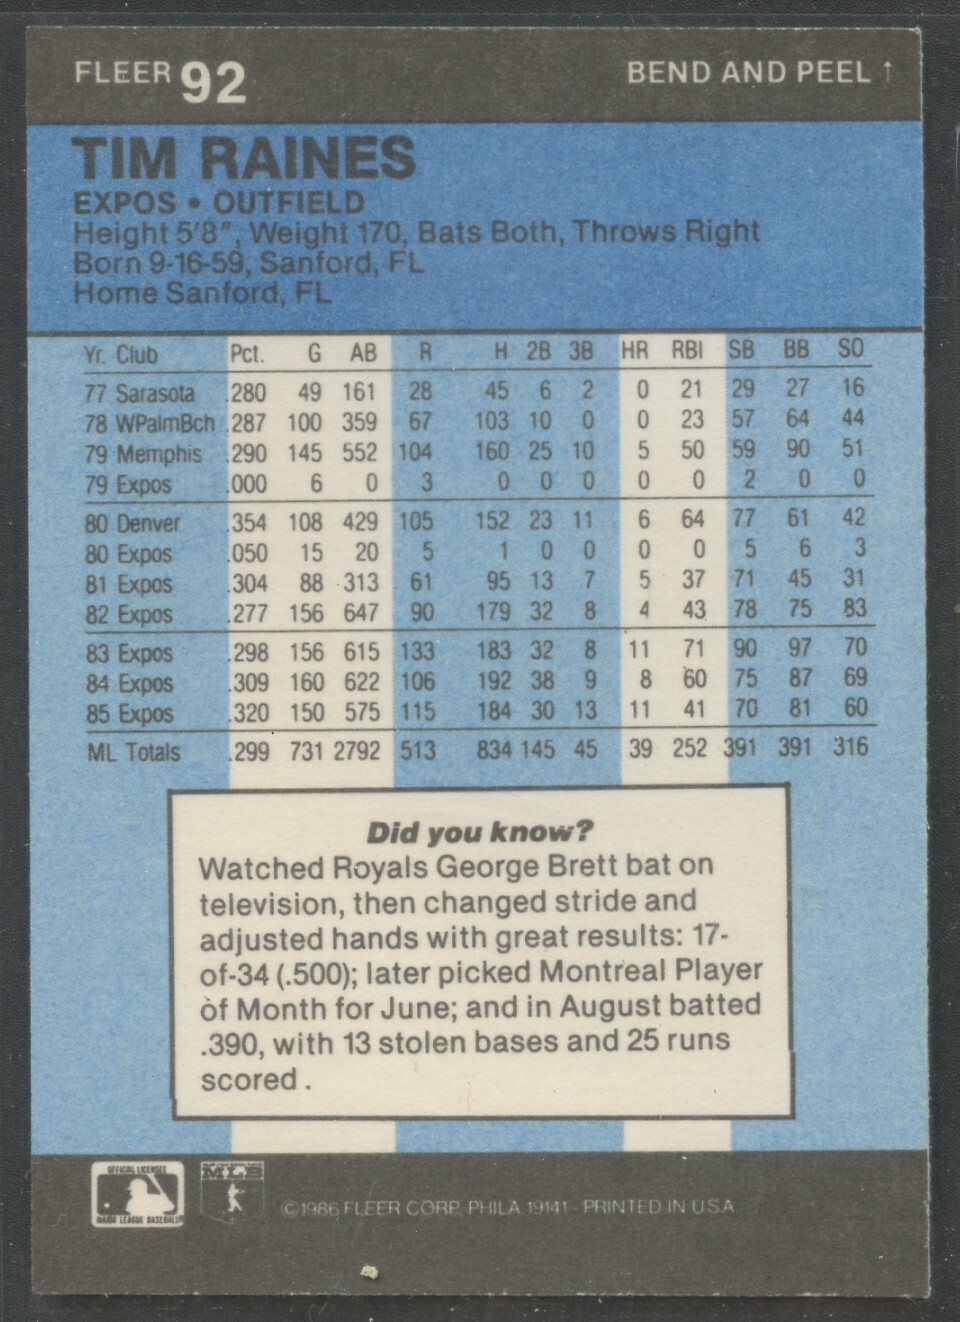 FLEER 92 BEND AND PEEL ↑
TIM RAINES
EXPOS • OUTFIELD
Height 5'8", Weight 170, Bats Both, Throws Right
Born 9-16-59, Sanford, FL
Home Sanford, FL
Yr. Club Pct. G AB R H 2B 3B HR RBI SB BB SO
77 Sarasota .280 49 161 28 45 6 2 0 21 29 27 16
78 WPalmBch .287 100 359 67 103 10 0 0 23 57 64 44
79 Memphis .290 145 552 104 160 25 10 5 50 59 90 51
79 Expos .000 6 0 3 0 0 0 0 0 2 0 0
80 Denver .354 108 429 105 152 23 11 6 64 77 61 42
80 Expos .050 15 20 5 1 0 0 0 0 5 6 3
81 Expos .304 88 313 61 95 13 7 5 37 71 45 31
82 Expos .277 156 647 90 179 32 8 4 43 78 75 83
83 Expos .298 156 615 133 183 32 8 11 71 90 97 70
84 Expos .309 160 622 106 192 38 9 8 60 75 87 69
85 Expos .320 150 575 115 184 30 13 11 41 70 81 60
ML Totals .299 731 2792 513 834 145 45 39 252 391 391 316
Did you know?
Watched Royals George Brett bat on
television, then changed stride and
adjusted hands with great results: 17-
of-34 (.500); later picked Montreal Player
of Month for June; and in August batted
.390, with 13 stolen bases and 25 runs
scored .
OFFICIAL LICENSEE
MAJOR LEAGUE BASEBALL
©1986 FLEER CORP. PHILA 19141 - PRINTED IN U.S.A